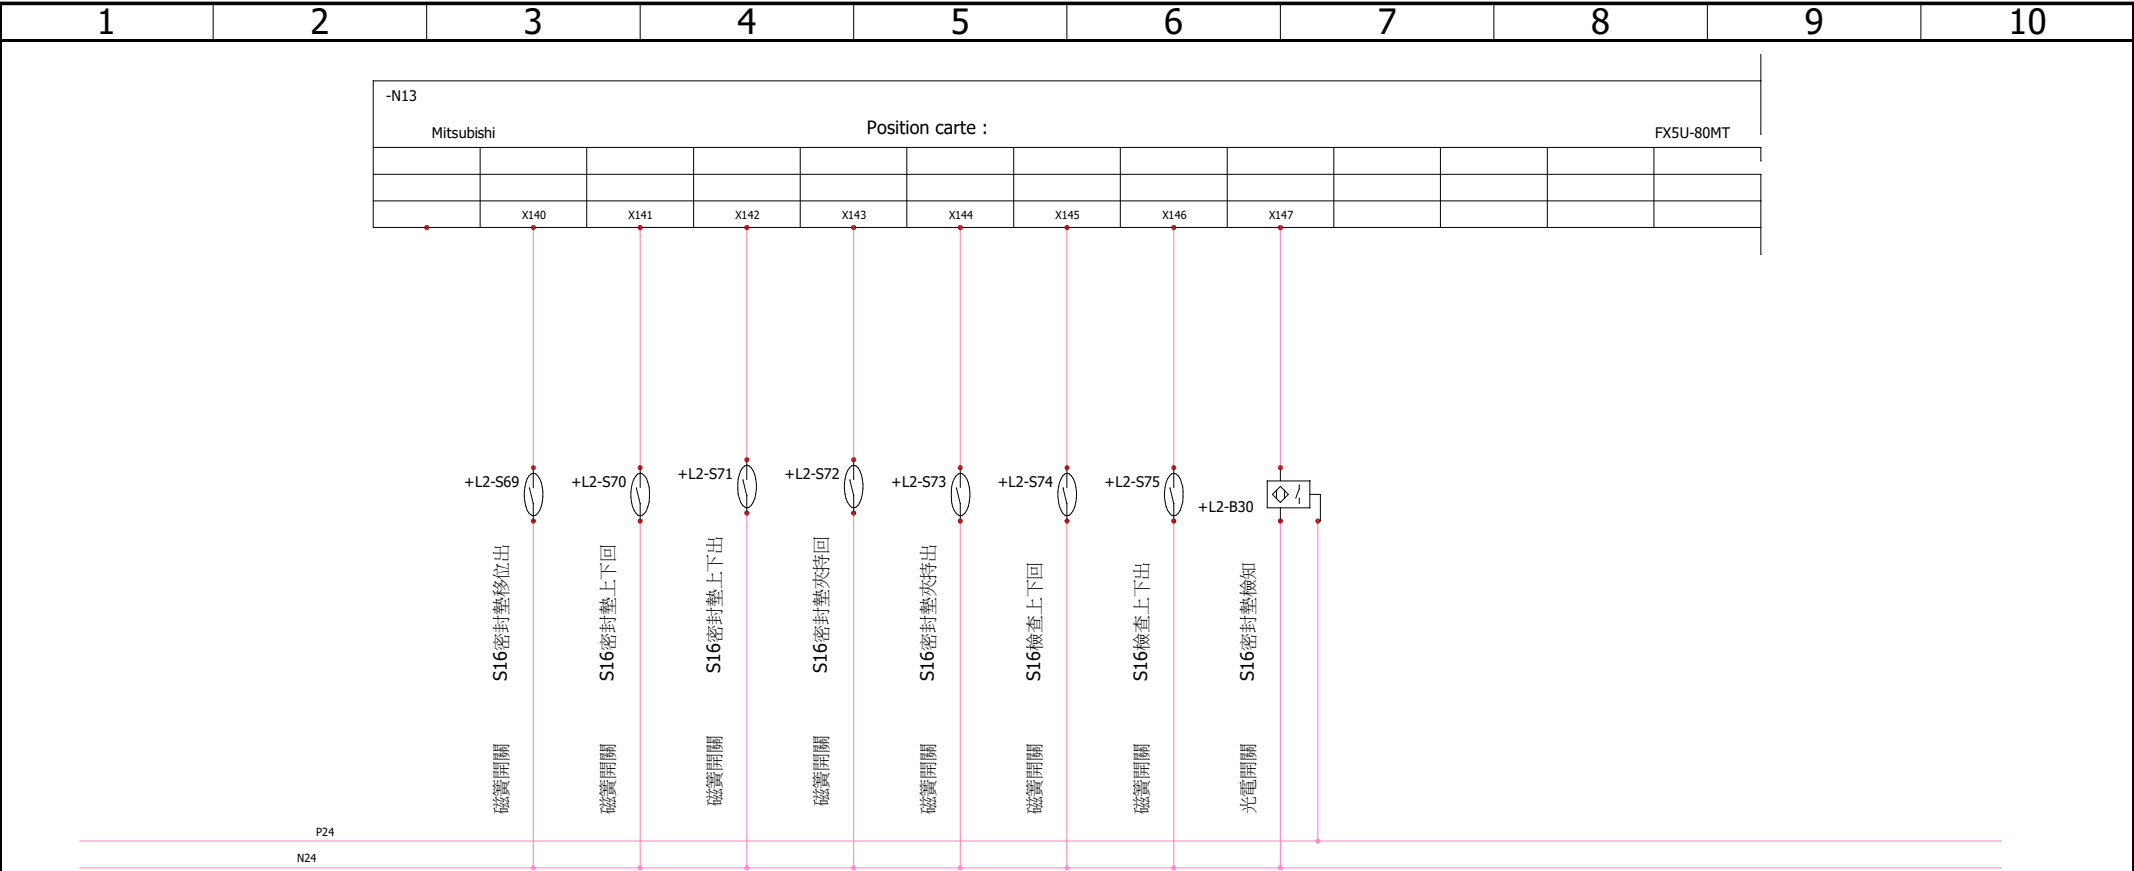 1 2 3 4 5 6 7 8 9 10
-N13
Mitsubishi Position carte : FX5U-80MT
X140 X141 X142 X143 X144 X145 X146 X147
+L2-S69 +L2-S70 +L2-S71 +L2-S72 +L2-S73 +L2-S74 +L2-S75 +L2-B30
S16密封墊移位出
S16密封墊上下回
S16密封墊上下出
S16密封墊夾持回
S16密封墊夾持出
S16檢查上下回
S16檢查上下出
S16密封墊檢知
磁簧開關
磁簧開關
磁簧開關
磁簧開關
磁簧開關
磁簧開關
磁簧開關
光電開關
P24
N24